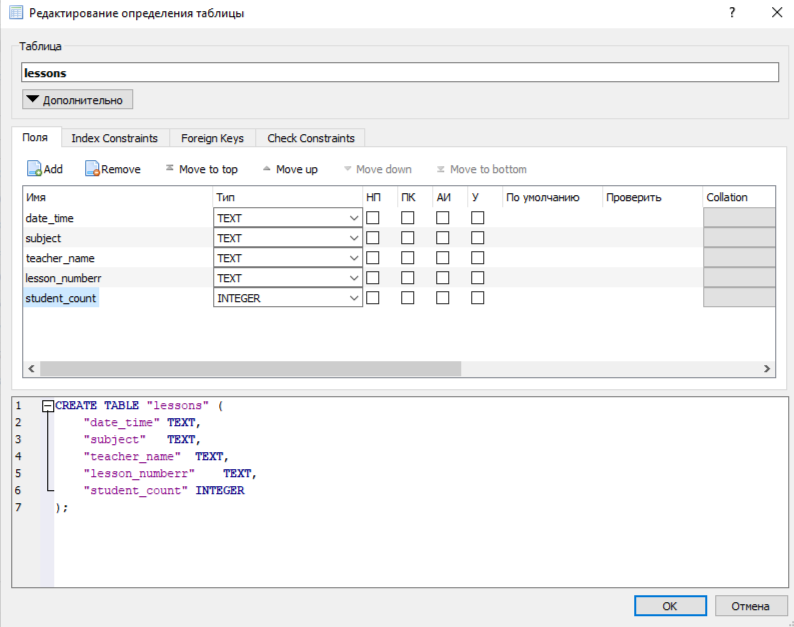 Редактирование определения таблицы
?
Таблица
lessons
Дополнительно
Поля Index Constraints Foreign Keys Check Constraints
Add Remove Move to top Move up Move down Move to bottom
Имя Тип НП ПК АИ У По умолчанию Проверить Collation
date_time TEXT
subject TEXT
teacher_name TEXT
lesson_numberr TEXT
student_count INTEGER
1 CREATE TABLE "lessons" (
2 "date_time" TEXT,
3 "subject" TEXT,
4 "teacher_name" TEXT,
5 "lesson_numberr" TEXT,
6 "student_count" INTEGER
7 );
OK Отмена